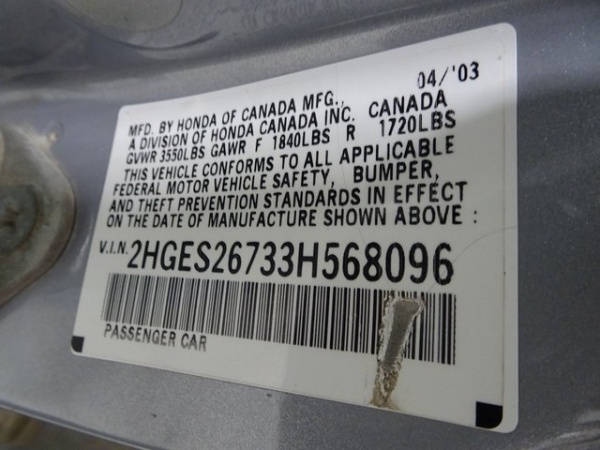 04/'03
MFD. BY HONDA OF CANADA MFG.,
A DIVISION OF HONDA CANADA INC. CANADA
GVWR 3550LBS GAWR F 1840LBS R 1720LBS
THIS VEHICLE CONFORMS TO ALL APPLICABLE
FEDERAL MOTOR VEHICLE SAFETY, BUMPER,
AND THEFT PREVENTION STANDARDS IN EFFECT
ON THE DATE OF MANUFACTURE SHOWN ABOVE :
V.I.N. 2HGES26733H568096
PASSENGER CAR